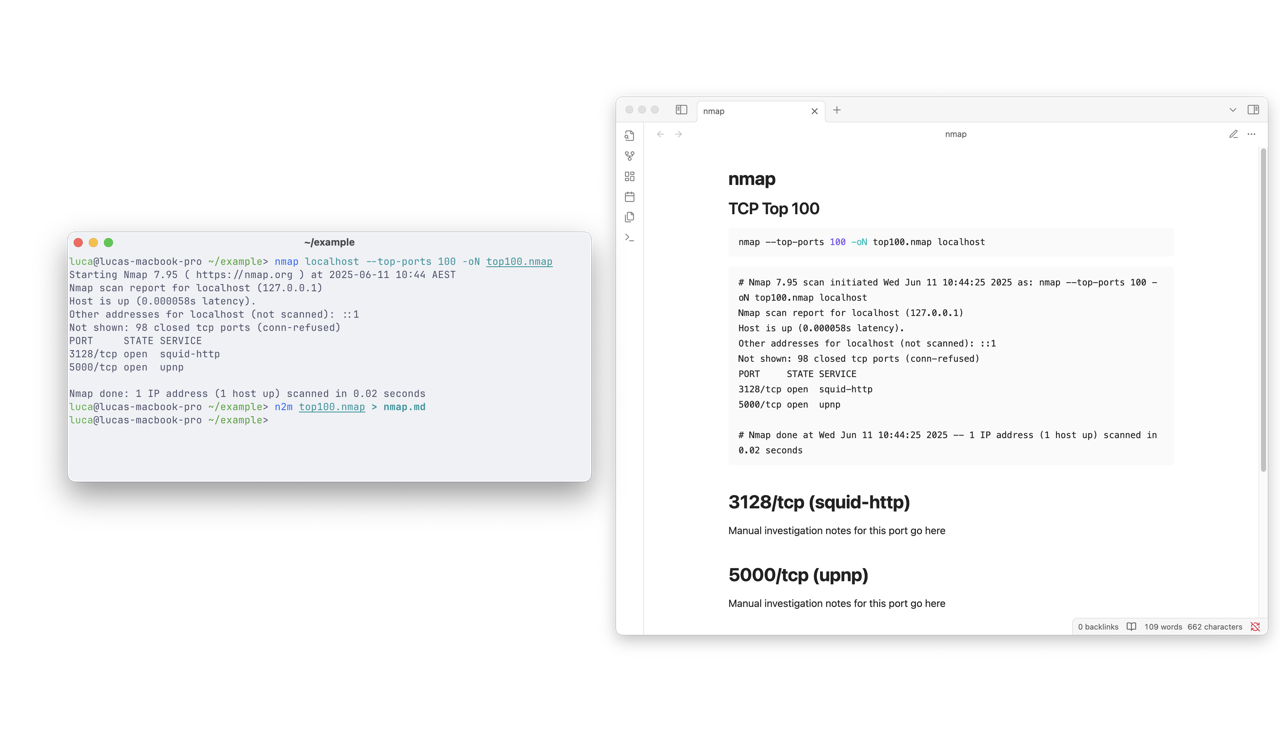 ~/example
luca@lucas-macbook-pro ~/example> nmap localhost --top-ports 100 -oN top100.nmap
Starting Nmap 7.95 ( https://nmap.org ) at 2025-06-11 10:44 AEST
Nmap scan report for localhost (127.0.0.1)
Host is up (0.000058s latency).
Other addresses for localhost (not scanned): ::1
Not shown: 98 closed tcp ports (conn-refused)
PORT     STATE SERVICE
3128/tcp open  squid-http
5000/tcp open  upnp
Nmap done: 1 IP address (1 host up) scanned in 0.02 seconds
luca@lucas-macbook-pro ~/example> n2m top100.nmap > nmap.md
luca@lucas-macbook-pro ~/example>
nmap
nmap
nmap
TCP Top 100
nmap --top-ports 100 -oN top100.nmap localhost
# Nmap 7.95 scan initiated Wed Jun 11 10:44:25 2025 as: nmap --top-ports 100 -
oN top100.nmap localhost
Nmap scan report for localhost (127.0.0.1)
Host is up (0.000058s latency).
Other addresses for localhost (not scanned): ::1
Not shown: 98 closed tcp ports (conn-refused)
PORT     STATE SERVICE
3128/tcp open  squid-http
5000/tcp open  upnp
# Nmap done at Wed Jun 11 10:44:25 2025 -- 1 IP address (1 host up) scanned in
0.02 seconds
3128/tcp (squid-http)
Manual investigation notes for this port go here
5000/tcp (upnp)
Manual investigation notes for this port go here
0 backlinks 109 words 662 characters